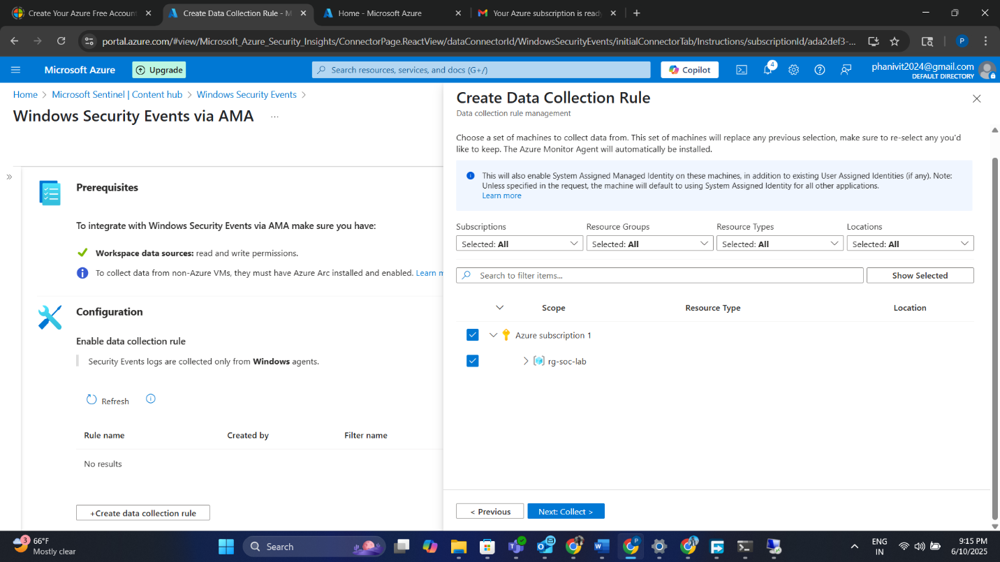 Create Your Azure Free Account
Create Data Collection Rule - M
Home - Microsoft Azure
Your Azure subscription is read
portal.azure.com/#view/Microsoft_Azure_Security_Insights/ConnectorPage.ReactView/dataConnectorId/WindowsSecurityEvents/initialConnectorTab/Instructions/subscriptionId/ada2def3-...
P
Microsoft Azure
Upgrade
Search resources, services, and docs (G+/)
Copilot
4
phanivit2024@gmail.com
DEFAULT DIRECTORY
Home > Microsoft Sentinel | Content hub > Windows Security Events >
Windows Security Events via AMA ...
Prerequisites
To integrate with Windows Security Events via AMA make sure you have:
Workspace data sources: read and write permissions.
To collect data from non-Azure VMs, they must have Azure Arc installed and enabled. Learn m
Configuration
Enable data collection rule
Security Events logs are collected only from Windows agents.
Refresh
Rule name Created by Filter name
No results
+Create data collection rule
Create Data Collection Rule
Data collection rule management
Choose a set of machines to collect data from. This set of machines will replace any previous selection, make sure to re-select any you'd
like to keep. The Azure Monitor Agent will automatically be installed.
This will also enable System Assigned Managed Identity on these machines, in addition to existing User Assigned Identities (if any). Note:
Unless specified in the request, the machine will default to using System Assigned Identity for all other applications.
Learn more
Subscriptions Resource Groups Resource Types Locations
Selected: All Selected: All Selected: All Selected: All
Search to filter items...
Show Selected
Scope Resource Type Location
Azure subscription 1
rg-soc-lab
< Previous
Next: Collect >
3
66°F
Mostly clear
Search
ENG
IN
9:15 PM
6/10/2025